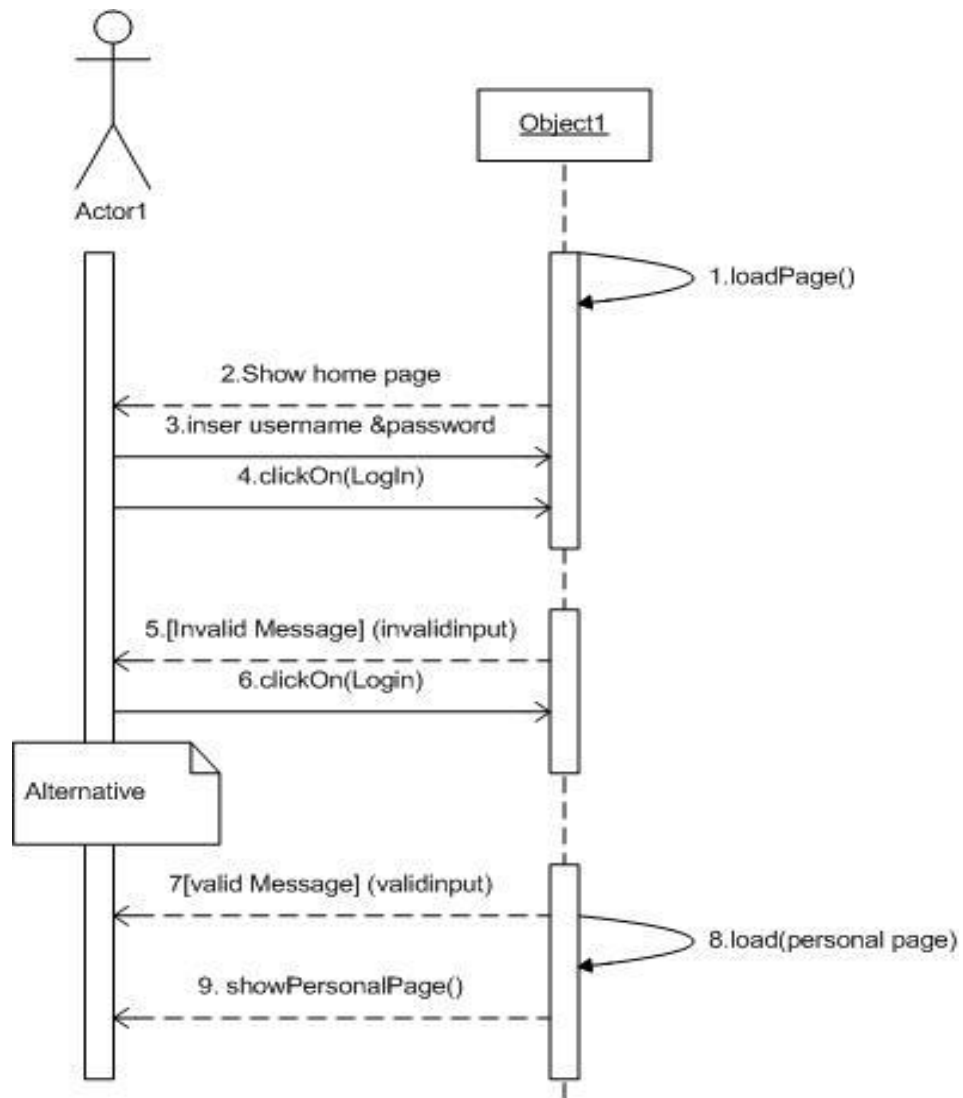 Object1
Actor1
1.loadPage()
2.Show home page
3.inser username &password
4.clickOn(LogIn)
5.[Invalid Message] (invalidinput)
6.clickOn(Login)
Alternative
7[valid Message] (validinput)
8.load(personal page)
9. showPersonalPage()